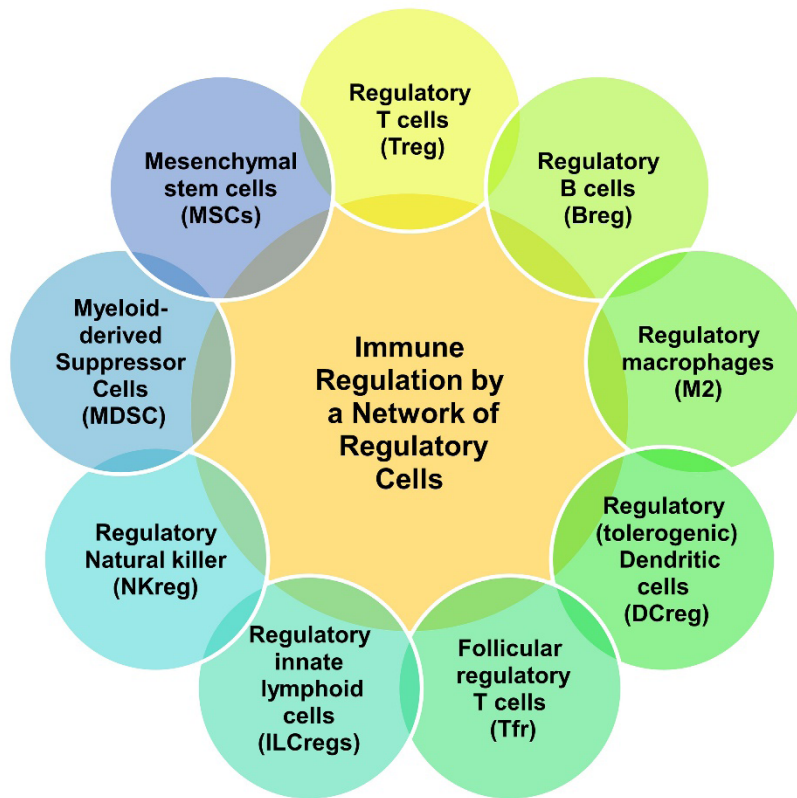 Regulatory
T cells
(Treg)
Regulatory
B cells
(Breg)
Regulatory
macrophages
(M2)
Regulatory
(tolerogenic)
Dendritic
cells
(DCreg)
Follicular
regulatory
T cells
(Tfr)
Regulatory
innate
lymphoid
cells
(ILCregs)
Regulatory
Natural killer
(NKreg)
Myeloid-
derived
Suppressor
Cells
(MDSC)
Mesenchymal
stem cells
(MSCs)
Immune
Regulation by
a Network of
Regulatory
Cells